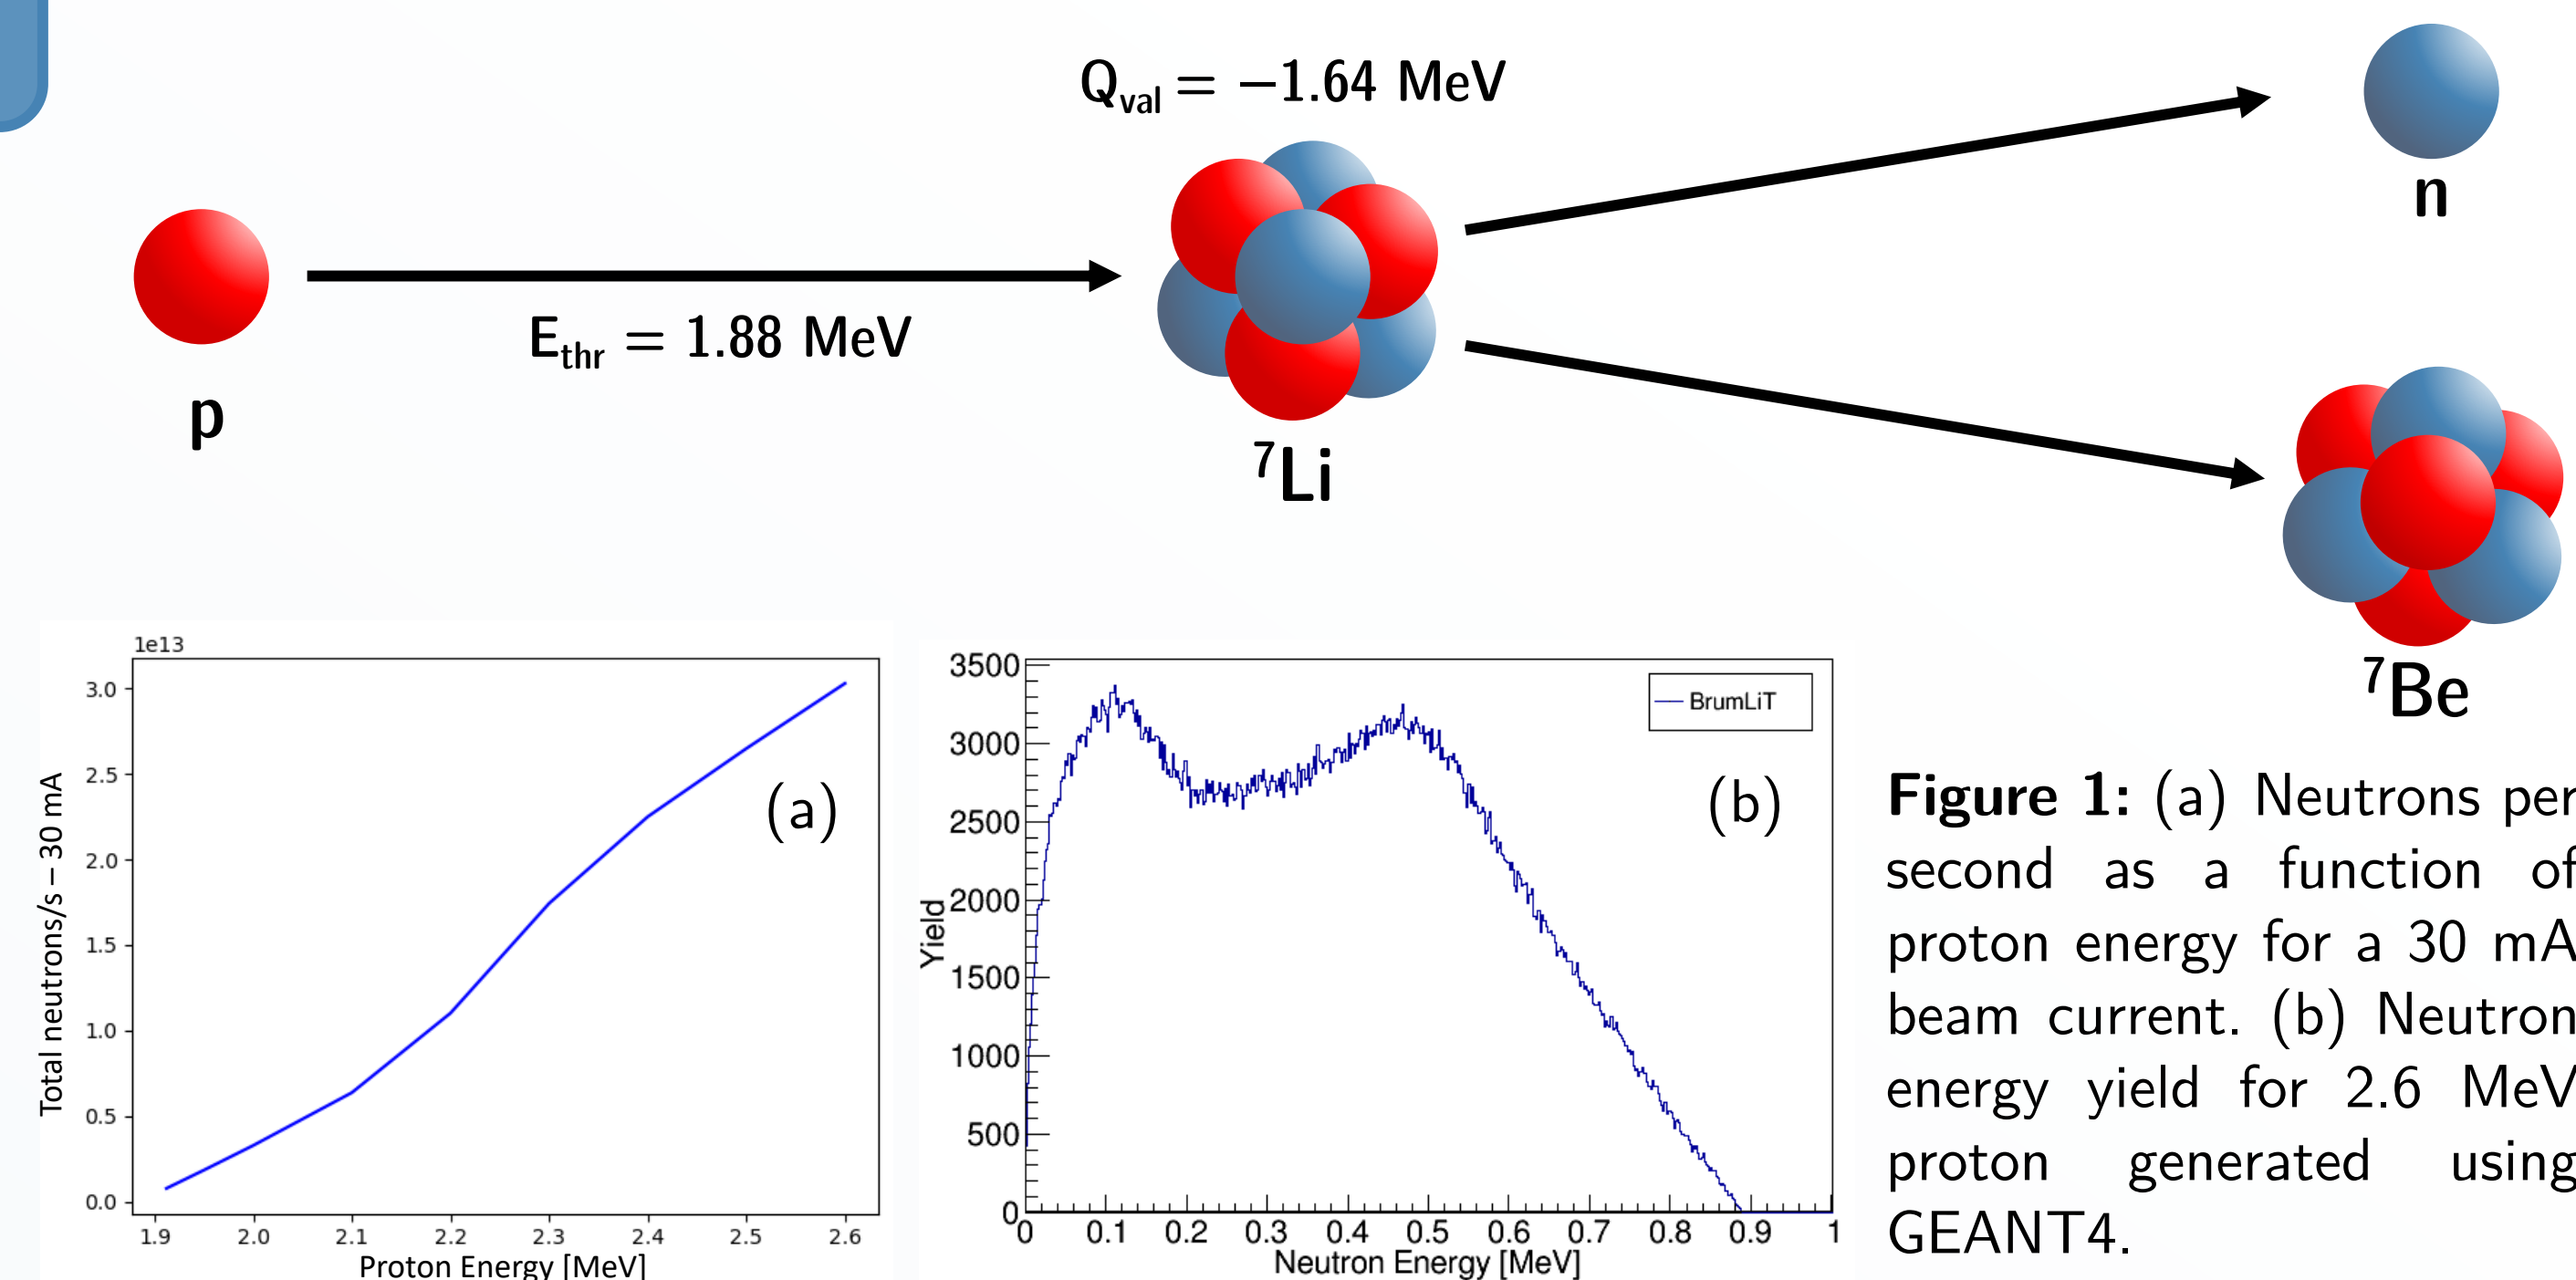 Q_val = −1.64 MeV
n
E_thr = 1.88 MeV
p
⁷Li
⁷Be
1e13
3.0
2.5
2.0
1.5
1.0
0.5
0.0
Total neutrons/s – 30 mA
(a)
1.9 2.0 2.1 2.2 2.3 2.4 2.5 2.6
Proton Energy [MeV]
3500
3000
2500
2000
1500
1000
500
0
Yield
BrumLiT
(b)
0 0.1 0.2 0.3 0.4 0.5 0.6 0.7 0.8 0.9 1
Neutron Energy [MeV]
Figure 1: (a) Neutrons per
second as a function of
proton energy for a 30 mA
beam current. (b) Neutron
energy yield for 2.6 MeV
proton generated using
GEANT4.